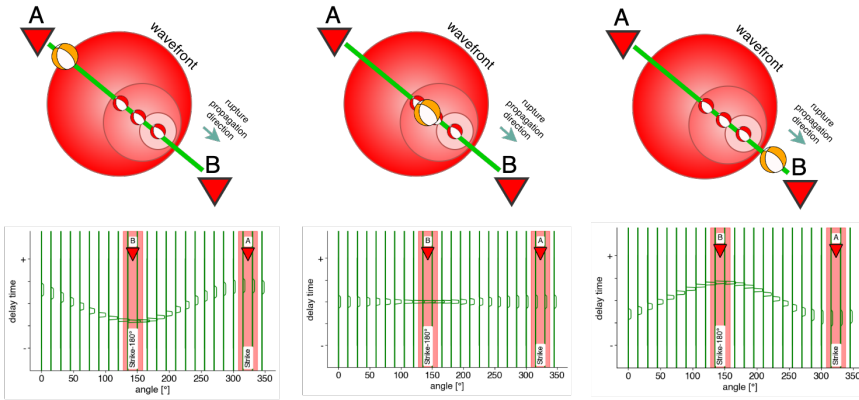 A
wavefront
rupture
propagation
direction
B
A
wavefront
rupture
propagation
direction
B
A
wavefront
rupture
propagation
direction
B
delay time
+
-
B
A
Strike-180°
Strike
0 50 100 150 200 250 300 350
angle [°]
delay time
+
-
B
A
Strike-180°
Strike
0 50 100 150 200 250 300 350
angle [°]
delay time
+
-
B
A
Strike-180°
Strike
0 50 100 150 200 250 300 350
angle [°]